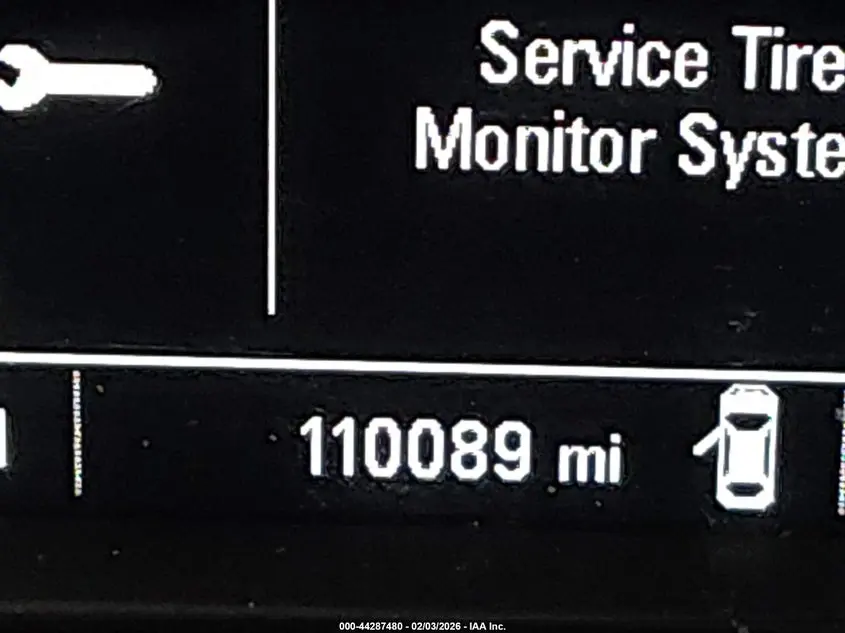 Service Tire
Monitor Syste
110089 mi
000-44287480 - 02/03/2026 - IAA Inc.